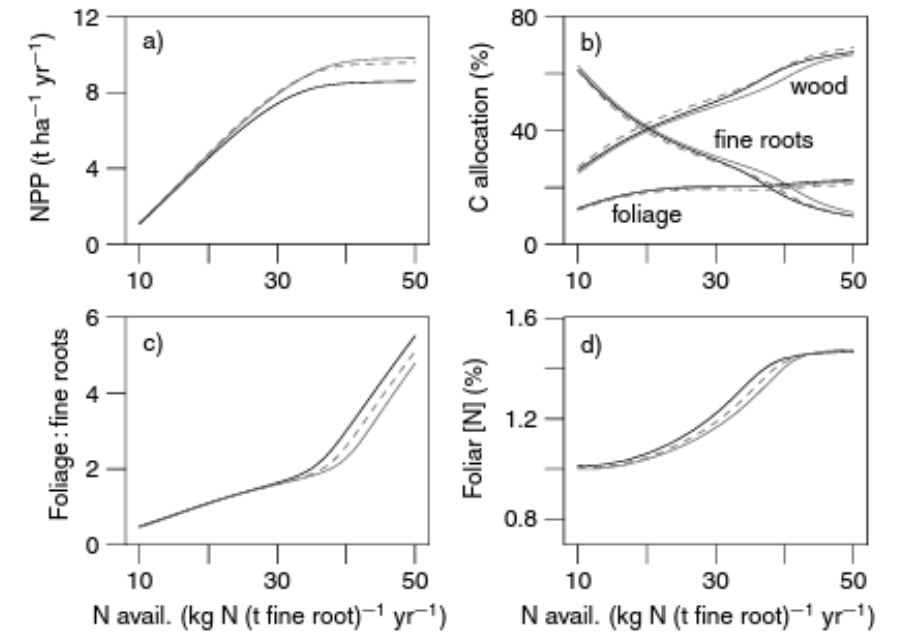 a)
NPP (t ha⁻¹ yr⁻¹)
12
8
4
0
10 30 50
b)
C allocation (%)
80
40
0
wood
fine roots
foliage
10 30 50
c)
Foliage : fine roots
6
4
2
0
10 30 50
N avail. (kg N (t fine root)⁻¹ yr⁻¹)
d)
Foliar [N] (%)
1.6
1.2
0.8
10 30 50
N avail. (kg N (t fine root)⁻¹ yr⁻¹)